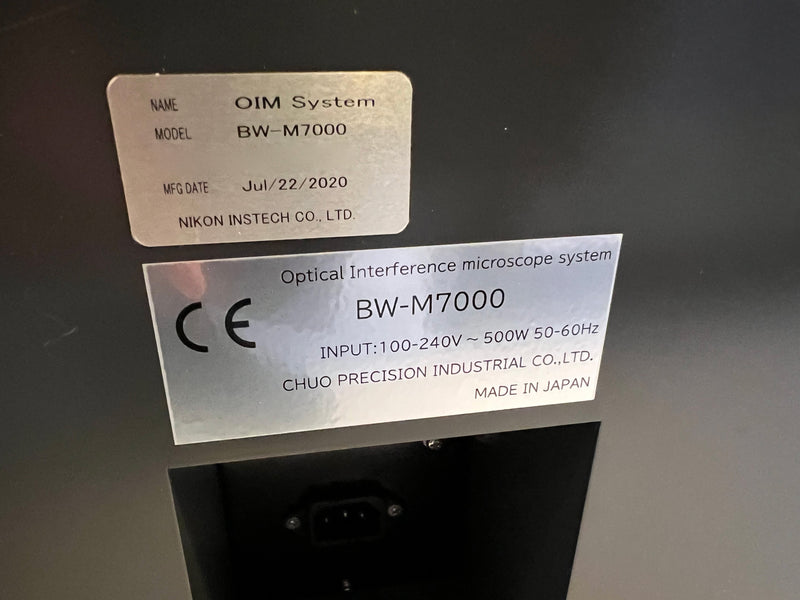 NAME OIM System
MODEL BW-M7000
MFG DATE Jul/22/2020
NIKON INSTECH CO., LTD.
Optical Interference microscope system
CE
BW-M7000
INPUT:100-240V ~ 500W 50-60Hz
CHUO PRECISION INDUSTRIAL CO.,LTD.
MADE IN JAPAN